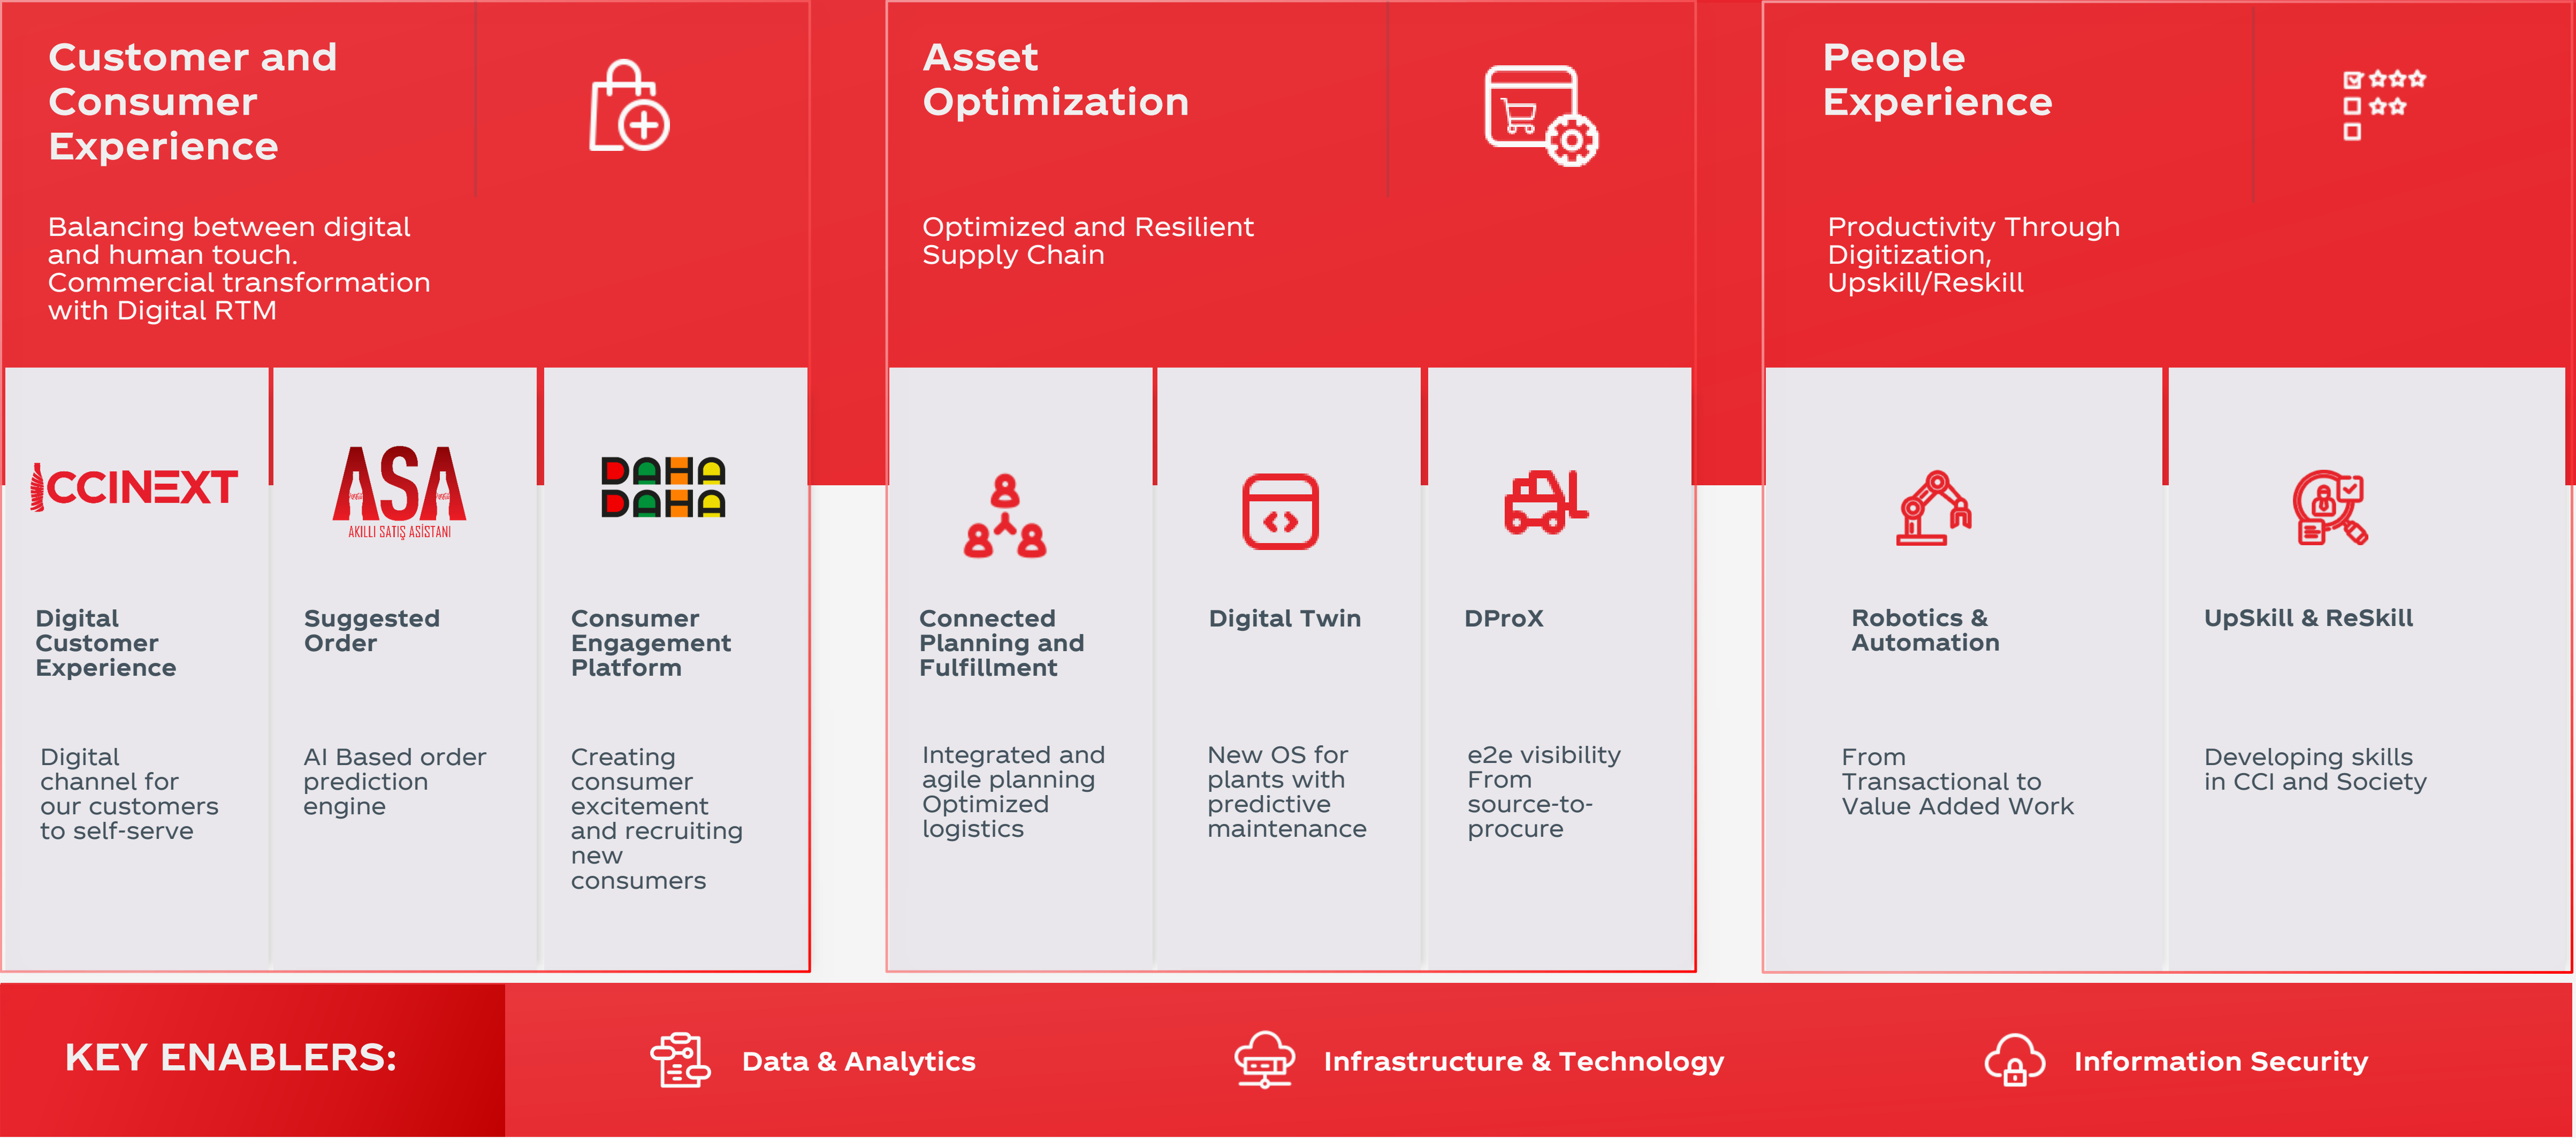 Customer and
Consumer
Experience
Balancing between digital
and human touch.
Commercial transformation
with Digital RTM
CCINEXT
Digital
Customer
Experience
Digital
channel for
our customers
to self-serve
ASA
AKILLI SATIŞ ASİSTANI
Suggested
Order
AI Based order
prediction
engine
DAHA
DAHA
Consumer
Engagement
Platform
Creating
consumer
excitement
and recruiting
new
consumers
Asset
Optimization
Optimized and Resilient
Supply Chain
Connected
Planning and
Fulfillment
Integrated and
agile planning
Optimized
logistics
Digital Twin
New OS for
plants with
predictive
maintenance
DProX
e2e visibility
From
source-to-
procure
People
Experience
Productivity Through
Digitization,
Upskill/Reskill
Robotics &
Automation
From
Transactional to
Value Added Work
UpSkill & ReSkill
Developing skills
in CCI and Society
KEY ENABLERS:
Data & Analytics
Infrastructure & Technology
Information Security